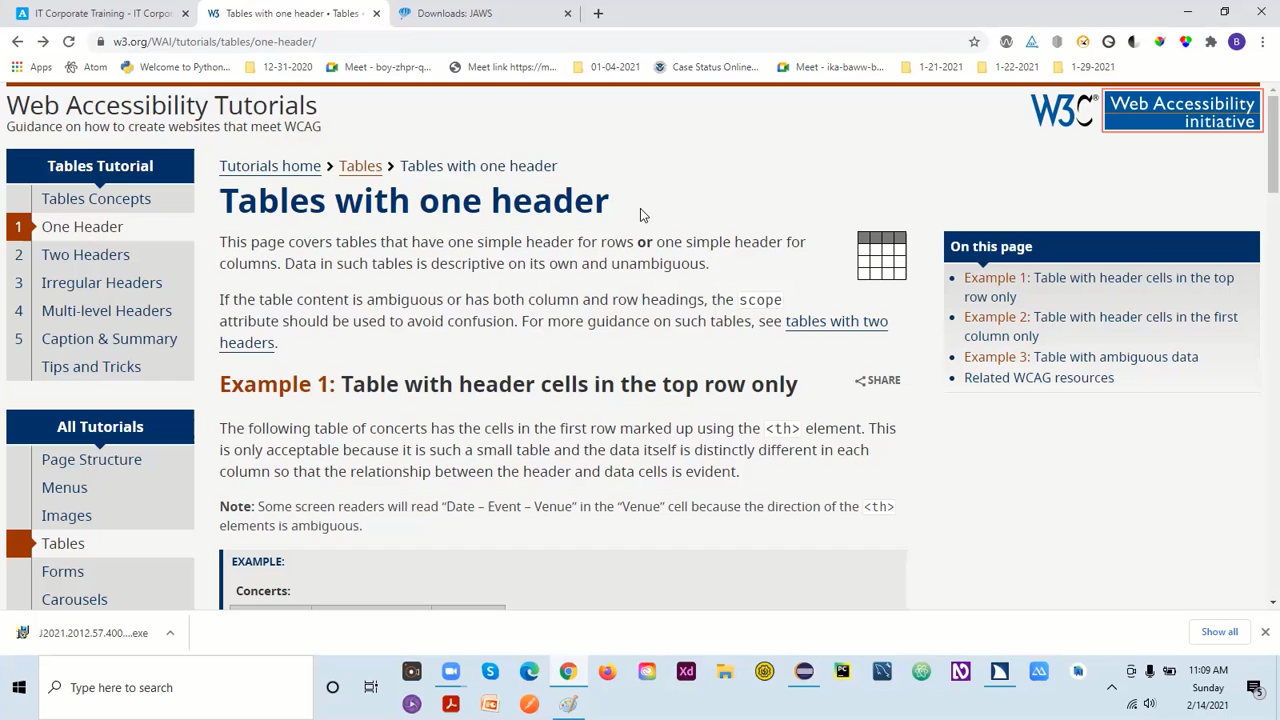 IT Corporate Training - IT Corpor
Tables with one header • Tables
Downloads: JAWS
w3.org/WAI/tutorials/tables/one-header/
B
Apps
Atom
Welcome to Python...
12-31-2020
Meet - boy-zhpr-q...
Meet link https://m...
01-04-2021
Case Status Online...
Meet - ika-baww-b...
1-21-2021
1-22-2021
1-29-2021
Web Accessibility Tutorials
Guidance on how to create websites that meet WCAG
W3C®
Web Accessibility
initiative
Tables Tutorial
Tables Concepts
1 One Header
2 Two Headers
3 Irregular Headers
4 Multi-level Headers
5 Caption & Summary
Tips and Tricks
All Tutorials
Page Structure
Menus
Images
Tables
Forms
Carousels
Tutorials home › Tables › Tables with one header
Tables with one header
This page covers tables that have one simple header for rows or one simple header for
columns. Data in such tables is descriptive on its own and unambiguous.
If the table content is ambiguous or has both column and row headings, the scope
attribute should be used to avoid confusion. For more guidance on such tables, see tables with two
headers.
Example 1: Table with header cells in the top row only
SHARE
The following table of concerts has the cells in the first row marked up using the <th> element. This
is only acceptable because it is such a small table and the data itself is distinctly different in each
column so that the relationship between the header and data cells is evident.
Note: Some screen readers will read “Date – Event – Venue” in the “Venue” cell because the direction of the <th>
elements is ambiguous.
EXAMPLE:
Concerts:
On this page
Example 1: Table with header cells in the top
row only
Example 2: Table with header cells in the first
column only
Example 3: Table with ambiguous data
Related WCAG resources
J2021.2012.57.400....exe
Show all
Type here to search
11:09 AM
Sunday
2/14/2021